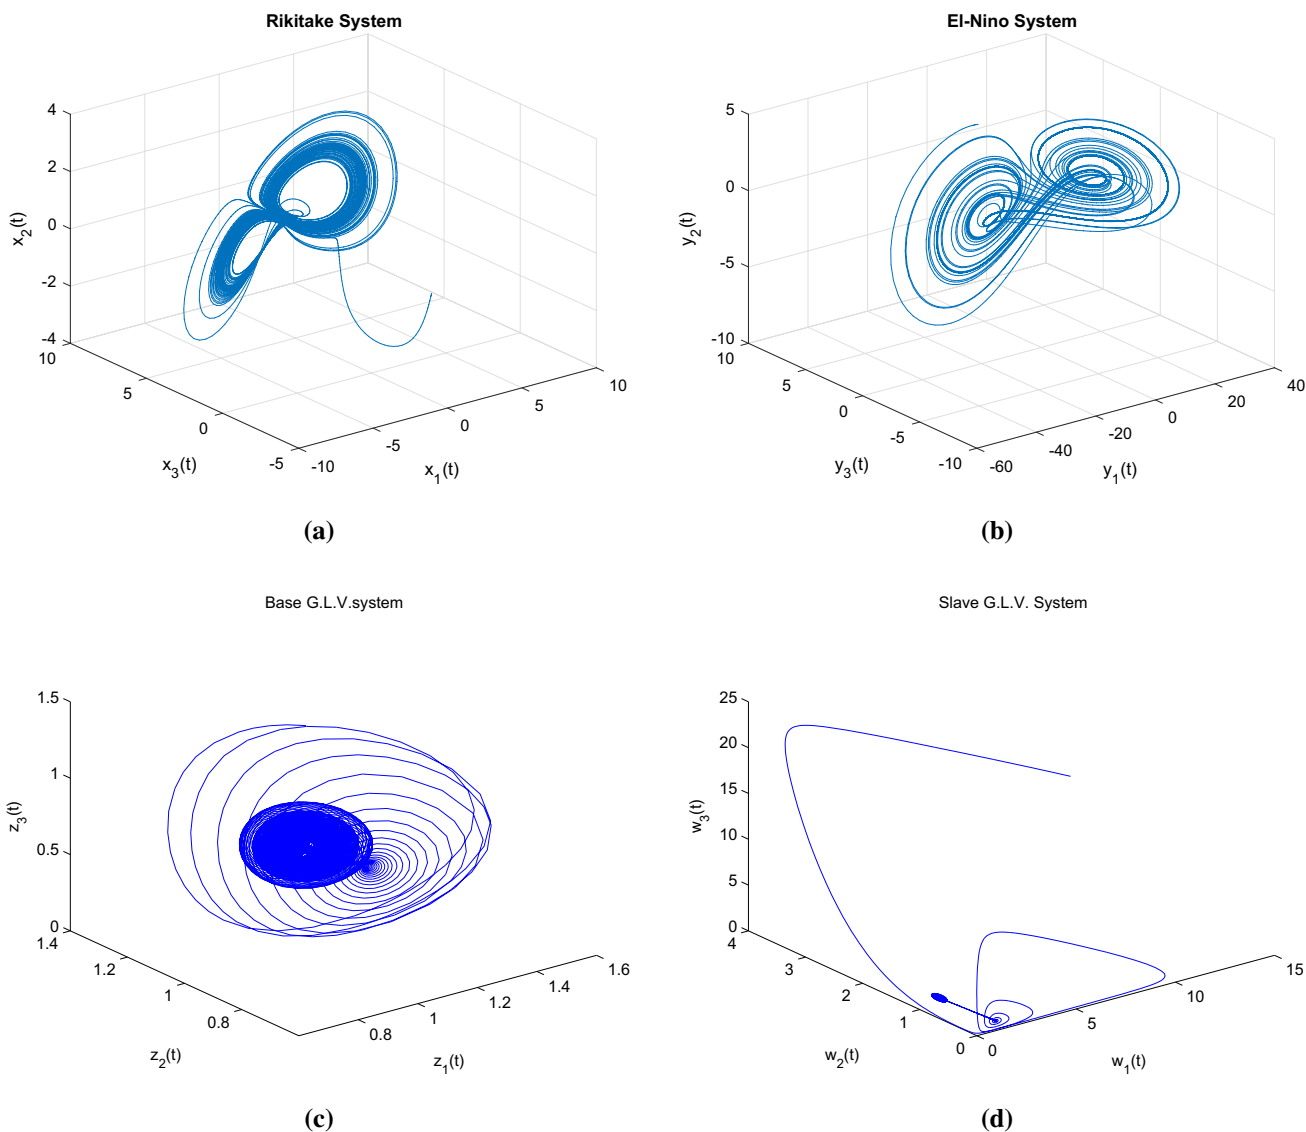 Rikitake System
4
2
0
-2
-4
x2(t)
10
5
0
-5
x3(t)
-10
-5
0
5
10
x1(t)
(a)
El-Nino System
5
0
-5
-10
y2(t)
10
5
0
-5
-10
y3(t)
-60
-40
-20
0
20
40
y1(t)
(b)
Base G.L.V.system
1.5
1
0.5
0
z3(t)
1.4
1.2
1
0.8
z2(t)
0.8
1
1.2
1.4
1.6
z1(t)
(c)
Slave G.L.V. System
25
20
15
10
5
0
w3(t)
4
3
2
1
0
w2(t)
0
5
10
15
w1(t)
(d)